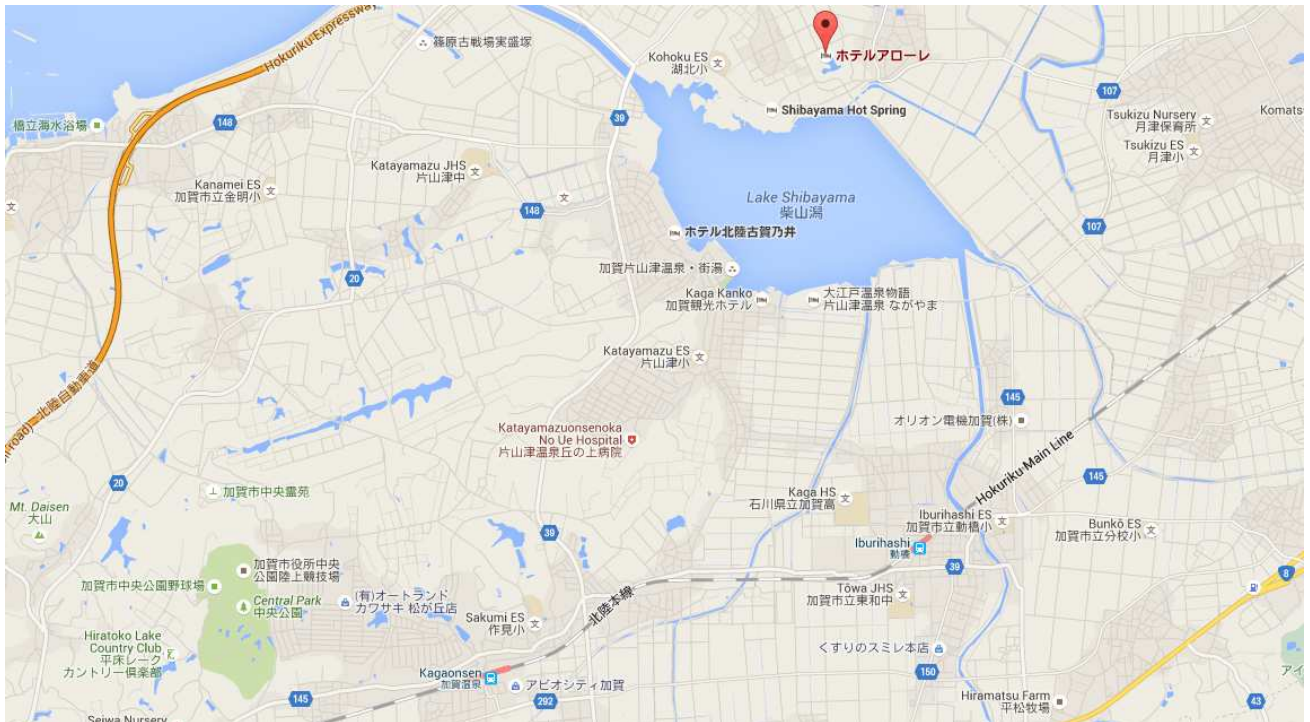 Hokuriku Expressway
篠原古戦場実盛塚
Kohoku ES
湖北小
ホテルアローレ
107
Shibayama Hot Spring
Tsukizu Nursery
月津保育所
Komats
39
148
橋立海水浴場
Tsukizu ES
月津小
Katayamazu JHS
片山津中
Kanamei ES
加賀市立金明小
文
文
Lake Shibayama
柴山潟
148
107
ホテル北陸古賀乃井
20
加賀片山津温泉・街湯
Kaga Kanko
加賀観光ホテル
大江戸温泉物語
片山津温泉 ながやま
Katayamazu ES
片山津小
road) 北陸自動車道
145
オリオン電機加賀(株)
Katayamazuonsenoka
No Ue Hospital
片山津温泉丘の上病院
Hokuriku Main Line
145
20
加賀市中央霊苑
Kaga HS
石川県立加賀高
Mt. Daisen
大山
Iburihashi ES
加賀市立動橋小
Bunkō ES
加賀市立分校小
39
Iburihashi
動橋
加賀市役所中央
公園陸上競技場
39
8
加賀市中央公園野球場
Central Park
中央公園
(有)オートランド
カワサキ 松が丘店
北陸本線
Tōwa JHS
加賀市立東和中
Sakumi ES
作見小
Hiratoko Lake
Country Club
平床レーク
カントリー倶楽部
くすりのスミレ本店
アイ
Kagaonsen
加賀温泉
アビオシティ加賀
150
145
292
Hiramatsu Farm
平松牧場
43
Seiwa Nursery